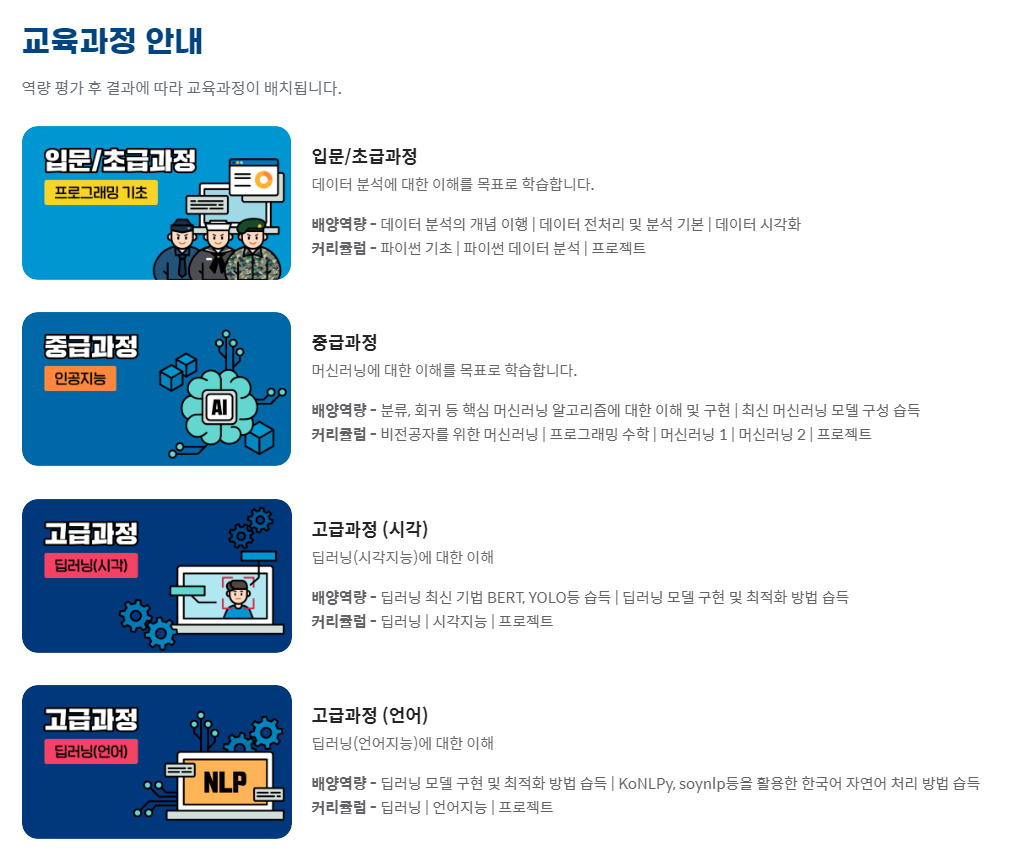 교육과정 안내
역량 평가 후 결과에 따라 교육과정이 배치됩니다.
입문/초급과정
프로그래밍 기초
입문/초급과정
데이터 분석에 대한 이해를 목표로 학습합니다.
배양역량 - 데이터 분석의 개념 이행 | 데이터 전처리 및 분석 기본 | 데이터 시각화
커리큘럼 - 파이썬 기초 | 파이썬 데이터 분석 | 프로젝트
중급과정
인공지능
AI
중급과정
머신러닝에 대한 이해를 목표로 학습합니다.
배양역량 - 분류, 회귀 등 핵심 머신러닝 알고리즘에 대한 이해 및 구현 | 최신 머신러닝 모델 구성 습득
커리큘럼 - 비전공자를 위한 머신러닝 | 프로그래밍 수학 | 머신러닝 1 | 머신러닝 2 | 프로젝트
고급과정
딥러닝(시각)
고급과정 (시각)
딥러닝(시각지능)에 대한 이해
배양역량 - 딥러닝 최신 기법 BERT, YOLO등 습득 | 딥러닝 모델 구현 및 최적화 방법 습득
커리큘럼 - 딥러닝 | 시각지능 | 프로젝트
고급과정
딥러닝(언어)
NLP
고급과정 (언어)
딥러닝(언어지능)에 대한 이해
배양역량 - 딥러닝 모델 구현 및 최적화 방법 습득 | KoNLPy, soynlp등을 활용한 한국어 자연어 처리 방법 습득
커리큘럼 - 딥러닝 | 언어지능 | 프로젝트